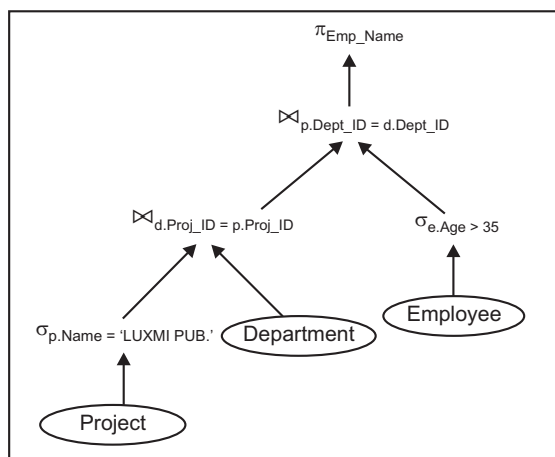 πEmp_Name
⋈p.Dept_ID = d.Dept_ID
⋈d.Proj_ID = p.Proj_ID
σe.Age > 35
σp.Name = ‘LUXMI PUB.’
Department
Employee
Project